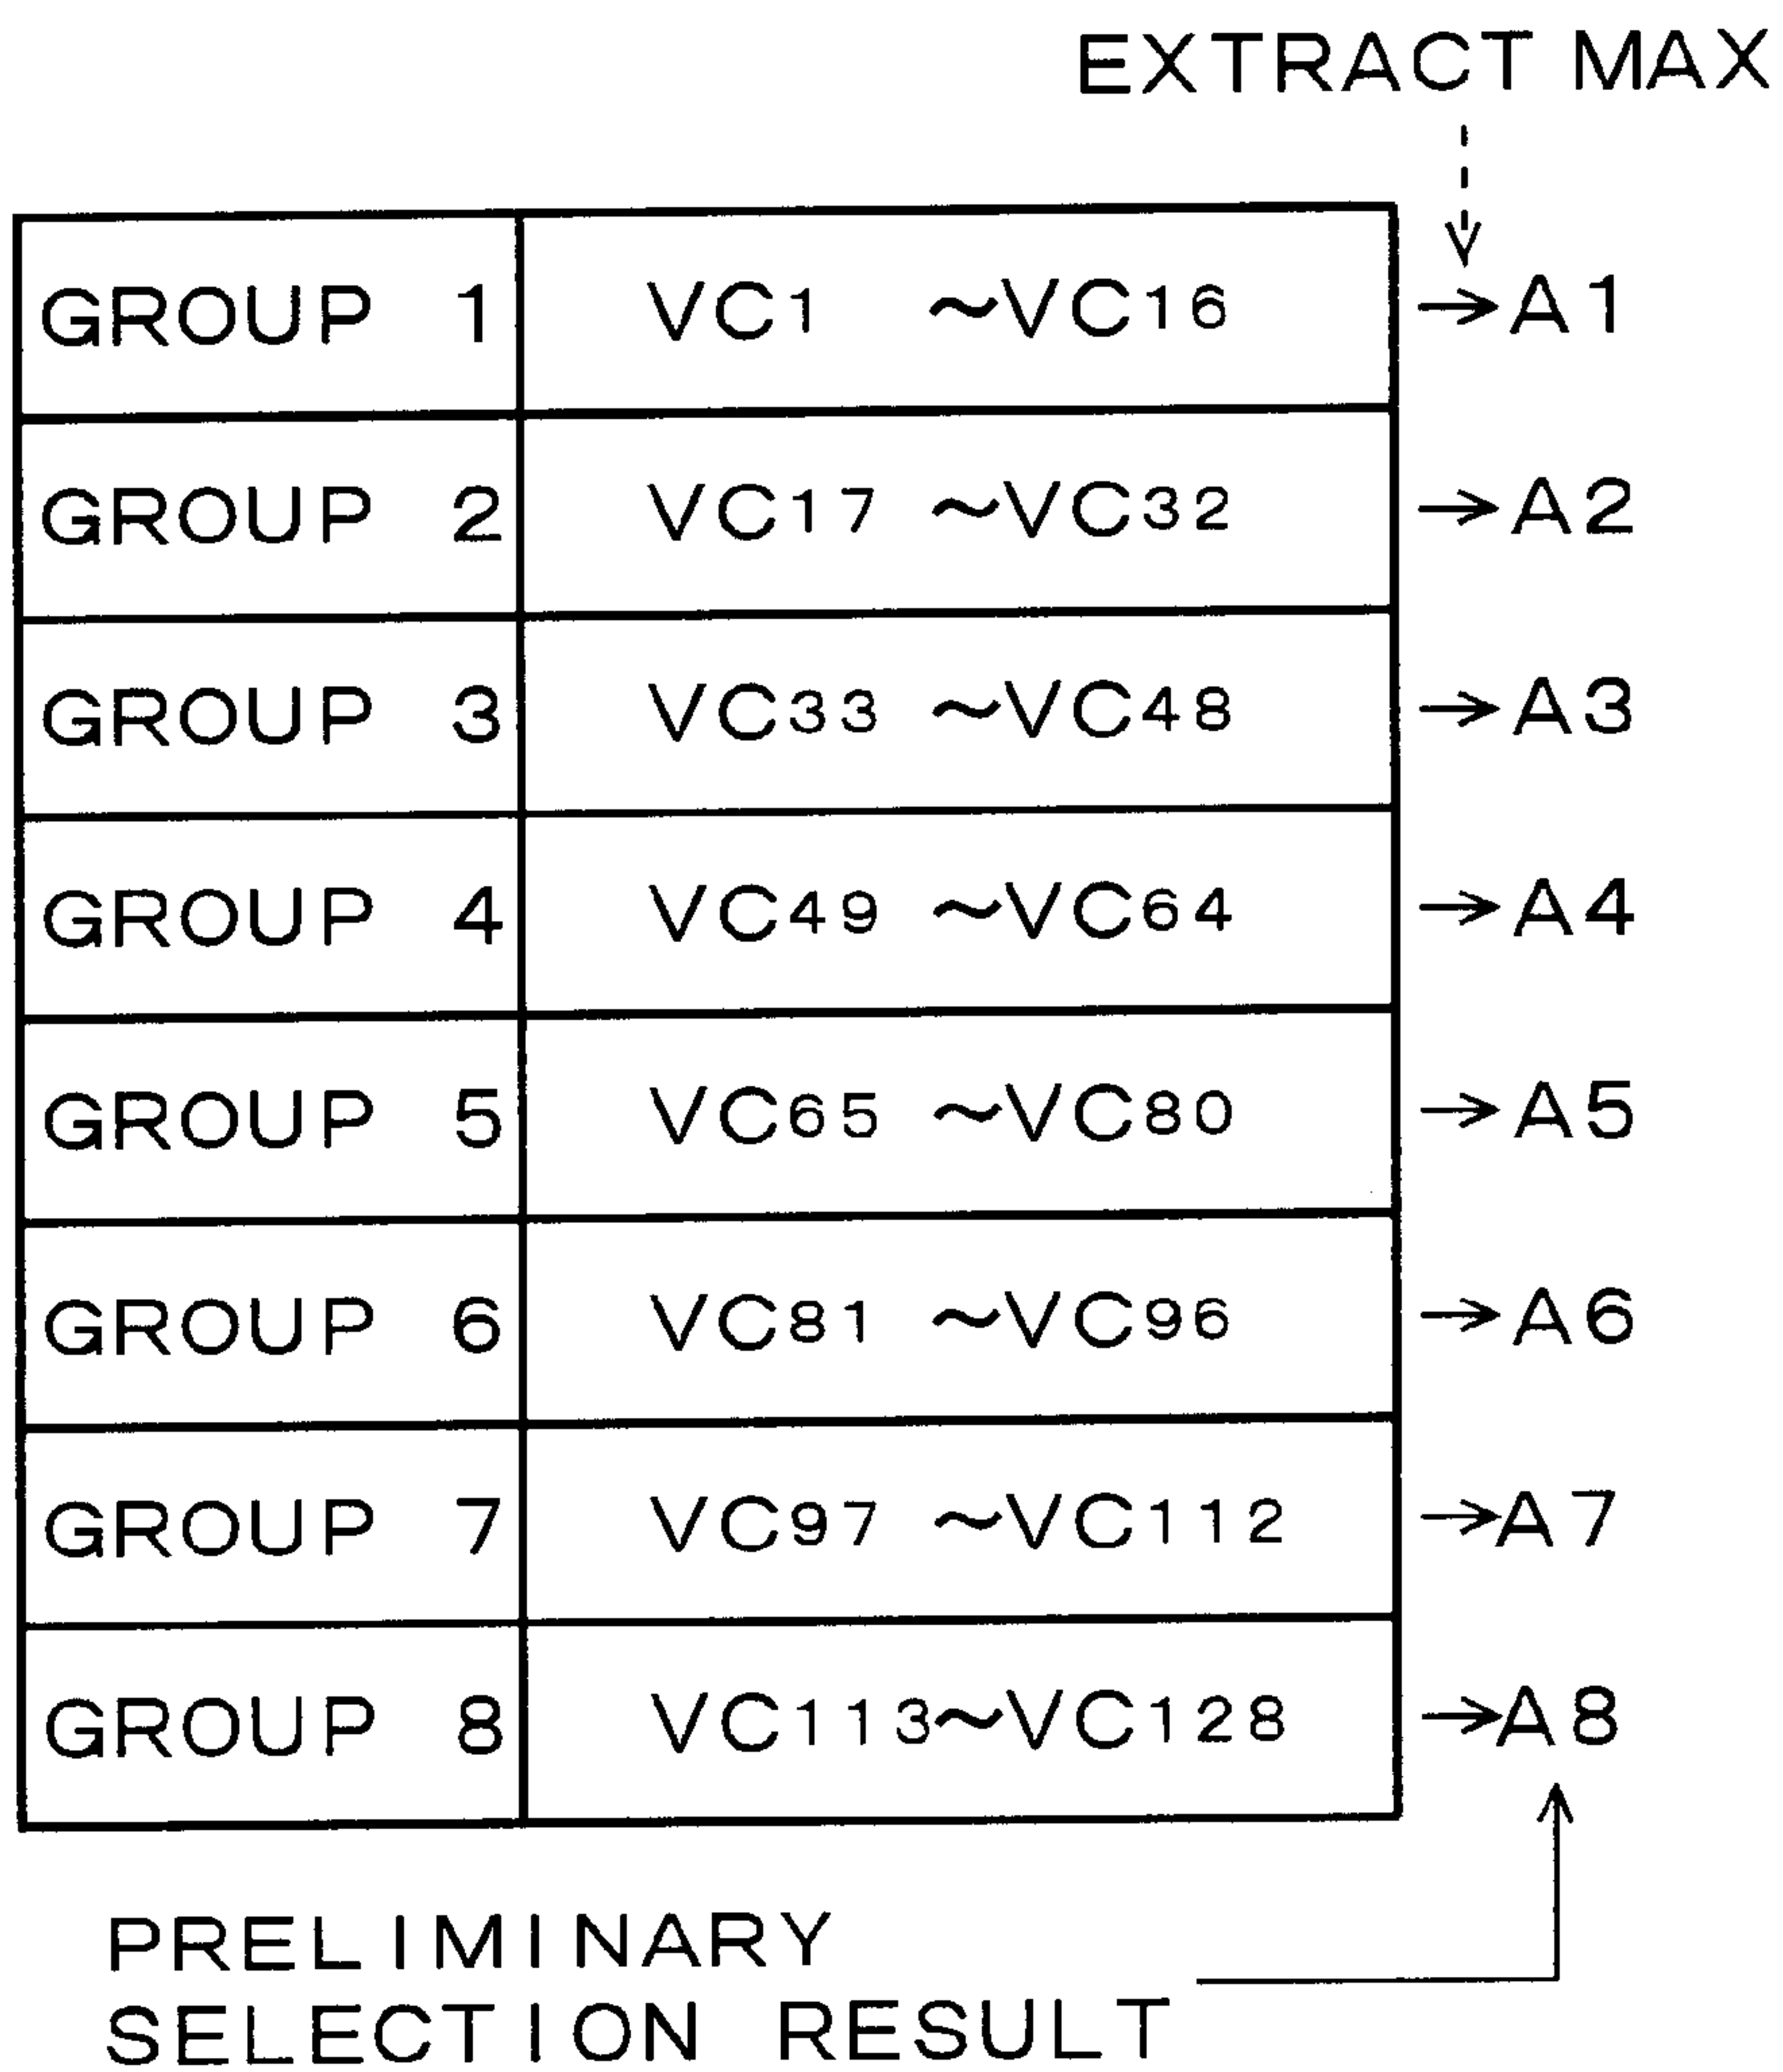 EXTRACT MAX
GROUP 1 VC1 ~VC16 →A1
GROUP 2 VC17 ~VC32 →A2
GROUP 3 VC33 ~VC48 →A3
GROUP 4 VC49 ~VC64 →A4
GROUP 5 VC65 ~VC80 →A5
GROUP 6 VC81 ~VC96 →A6
GROUP 7 VC97 ~VC112 →A7
GROUP 8 VC113~VC128 →A8
PRELIMINARY
SELECTION RESULT